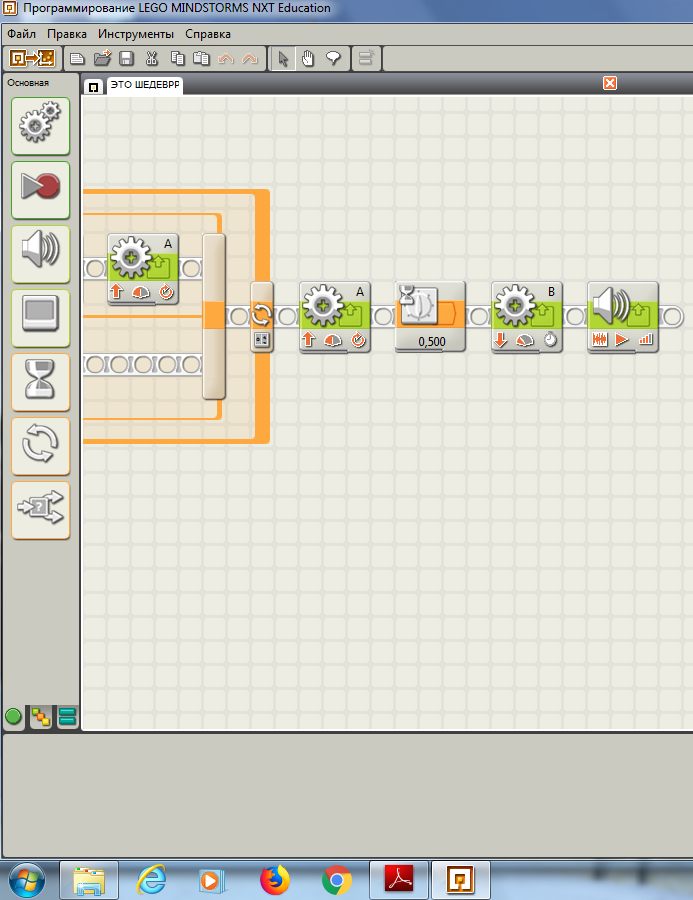 Программирование LEGO MINDSTORMS NXT Education
Файл Правка Инструменты Справка
Основная
ЭТО ШЕДЕВРР
A
A
B
0,500